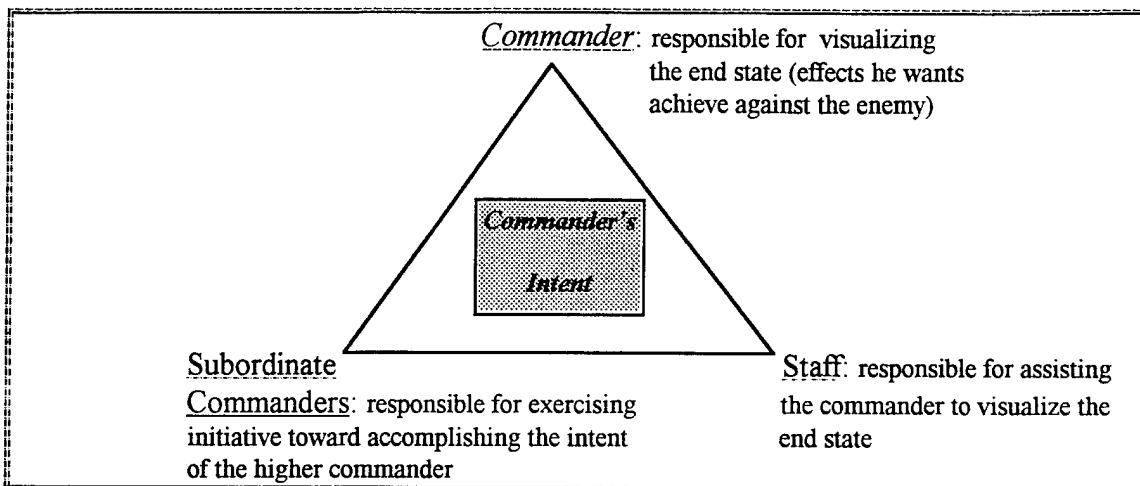 Commander: responsible for visualizing
the end state (effects he wants
achieve against the enemy)
Commander's
Intent
Subordinate
Commanders: responsible for exercising
initiative toward accomplishing the intent
of the higher commander
Staff: responsible for assisting
the commander to visualize the
end state